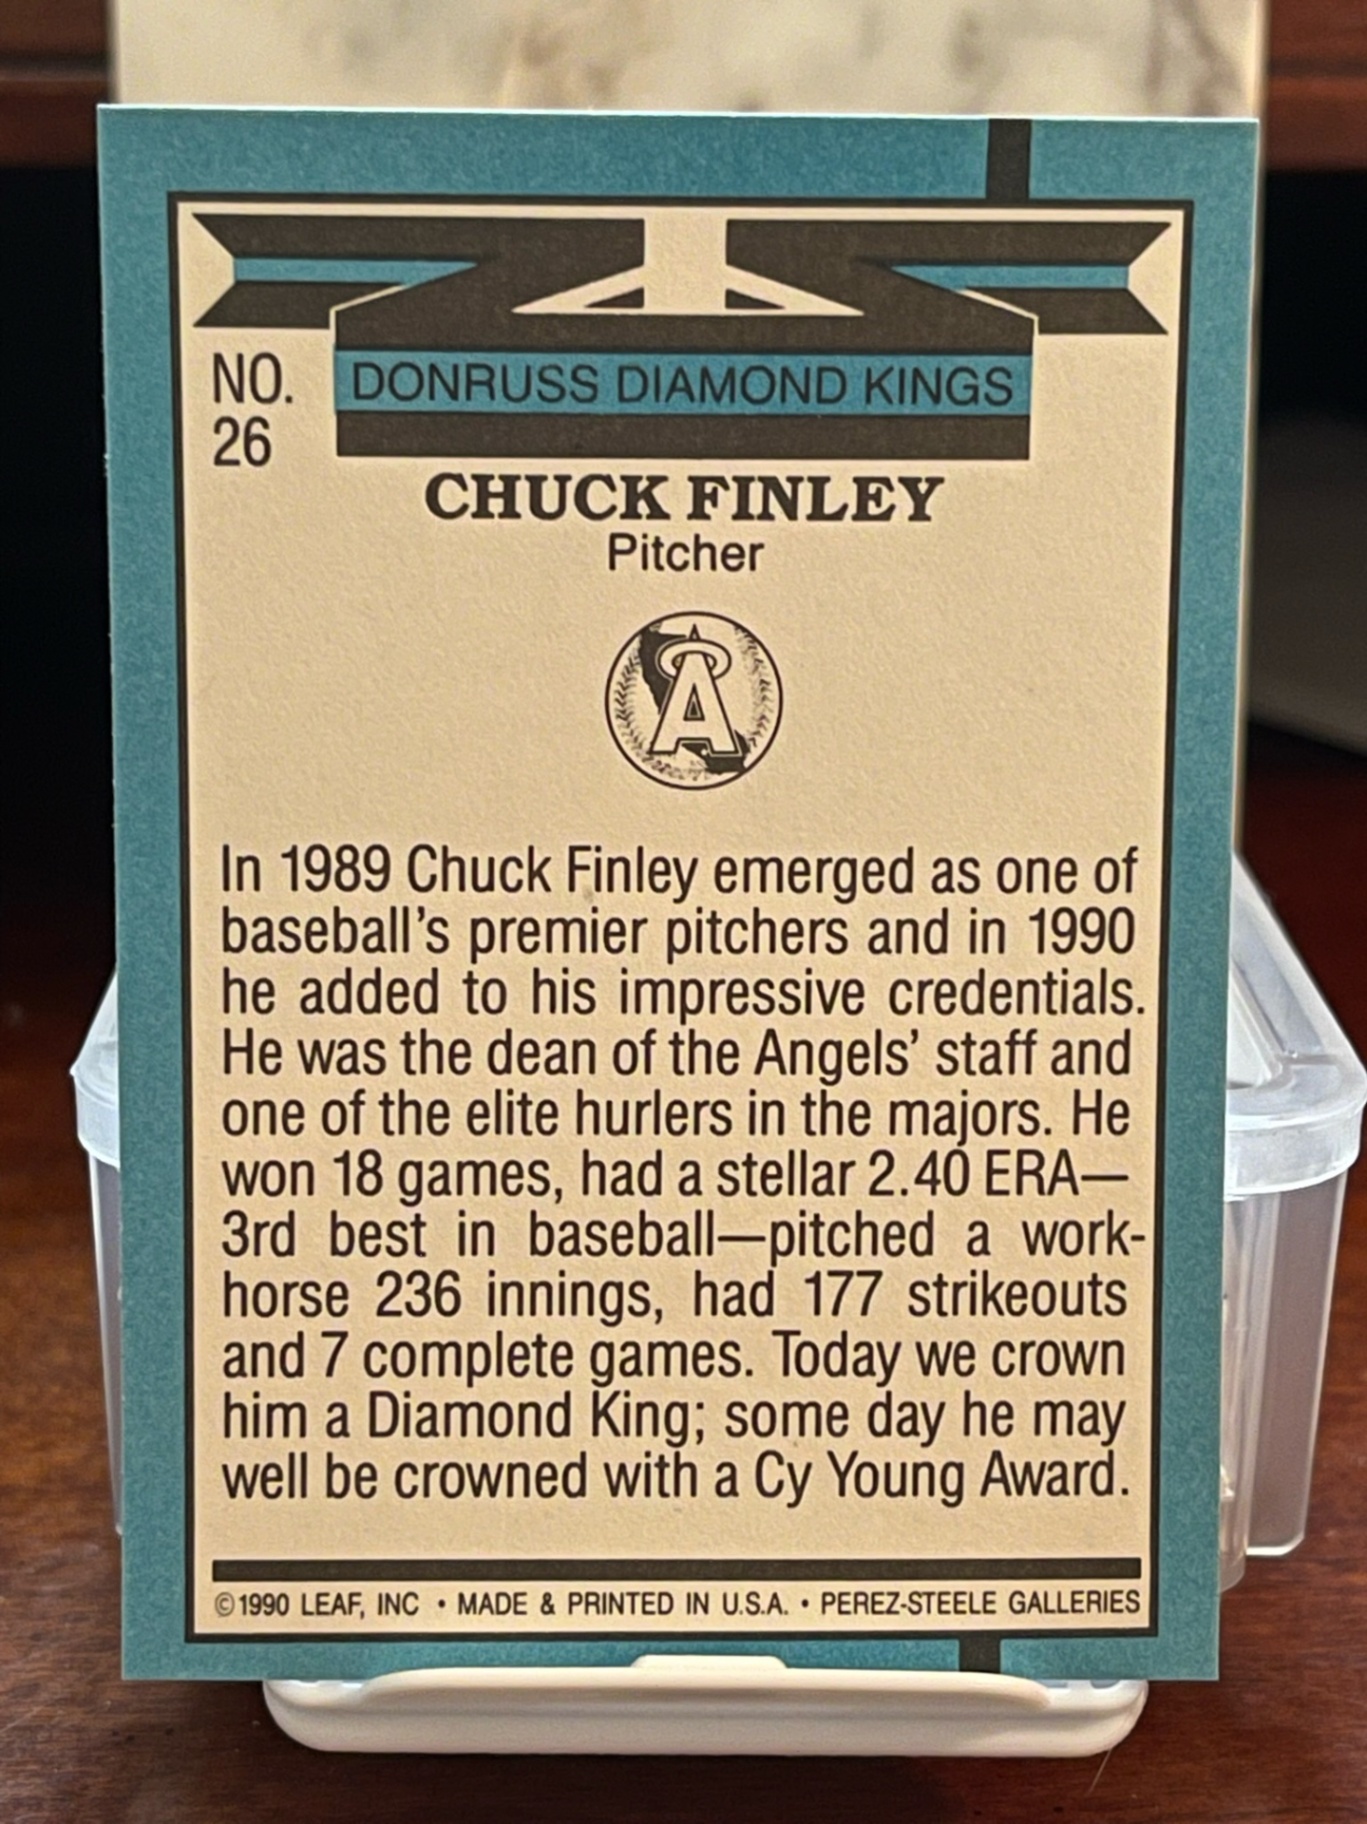 NO.
26
DONRUSS DIAMOND KINGS
CHUCK FINLEY
Pitcher
A
In 1989 Chuck Finley emerged as one of
baseball's premier pitchers and in 1990
he added to his impressive credentials.
He was the dean of the Angels' staff and
one of the elite hurlers in the majors. He
won 18 games, had a stellar 2.40 ERA—
3rd best in baseball—pitched a work-
horse 236 innings, had 177 strikeouts
and 7 complete games. Today we crown
him a Diamond King; some day he may
well be crowned with a Cy Young Award.
©1990 LEAF, INC • MADE & PRINTED IN U.S.A. • PEREZ-STEELE GALLERIES